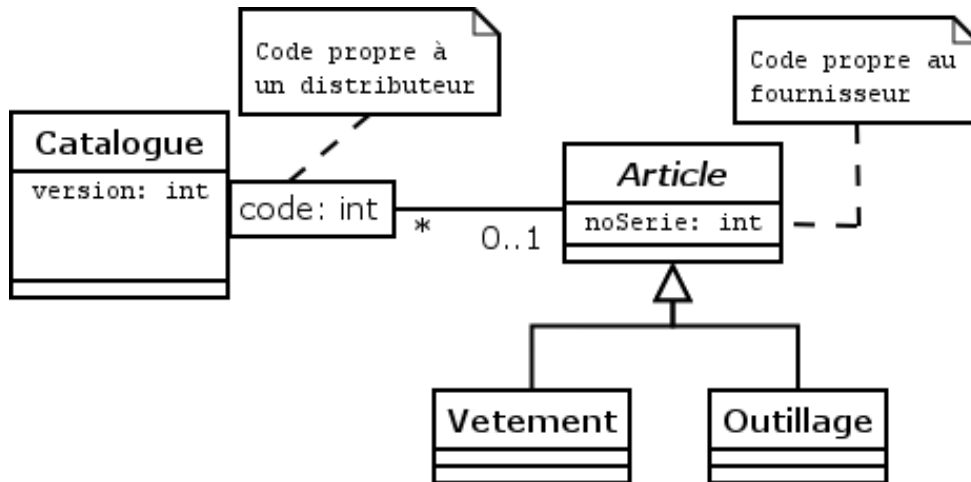 Code propre à
un distributeur
Code propre au
fournisseur
Catalogue
version: int
code: int
*
0..1
Article
noSerie: int
Vetement
Outillage